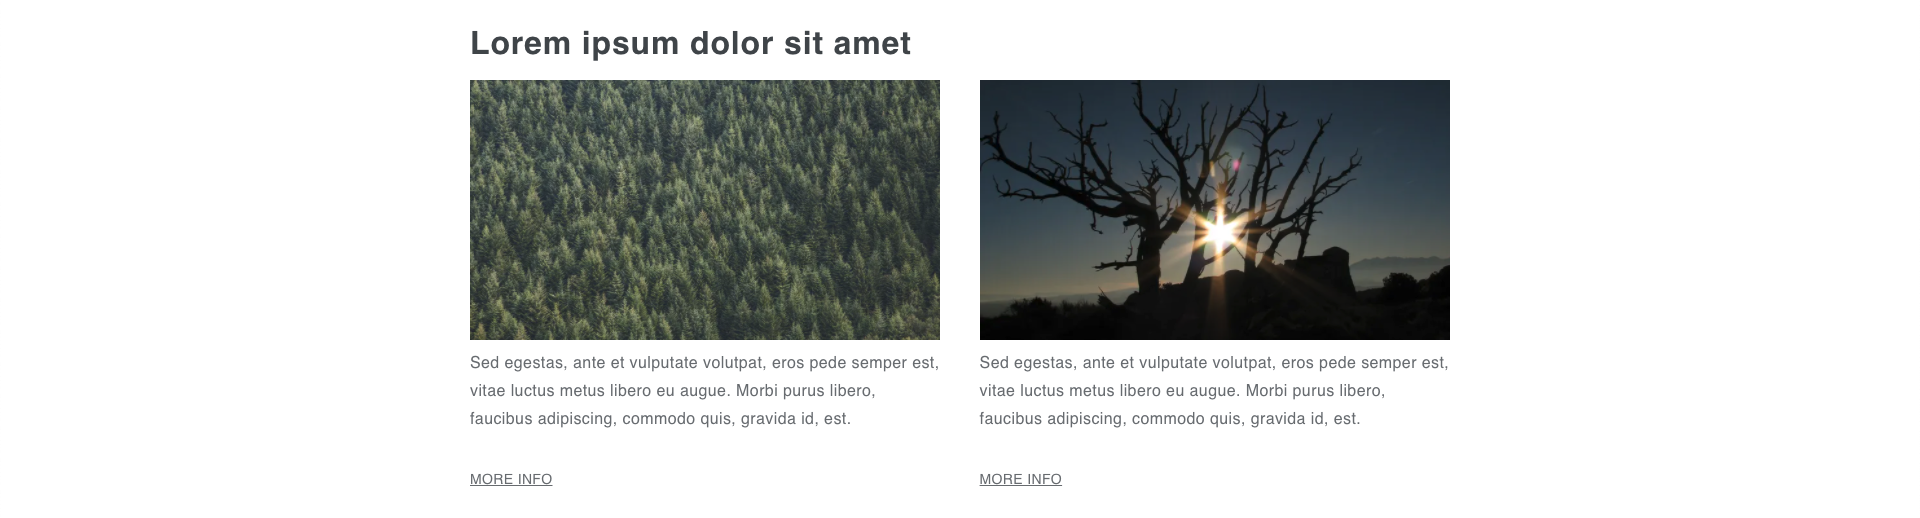 Lorem ipsum dolor sit amet
Sed egestas, ante et vulputate volutpat, eros pede semper est,
vitae luctus metus libero eu augue. Morbi purus libero,
faucibus adipiscing, commodo quis, gravida id, est.
MORE INFO
Sed egestas, ante et vulputate volutpat, eros pede semper est,
vitae luctus metus libero eu augue. Morbi purus libero,
faucibus adipiscing, commodo quis, gravida id, est.
MORE INFO